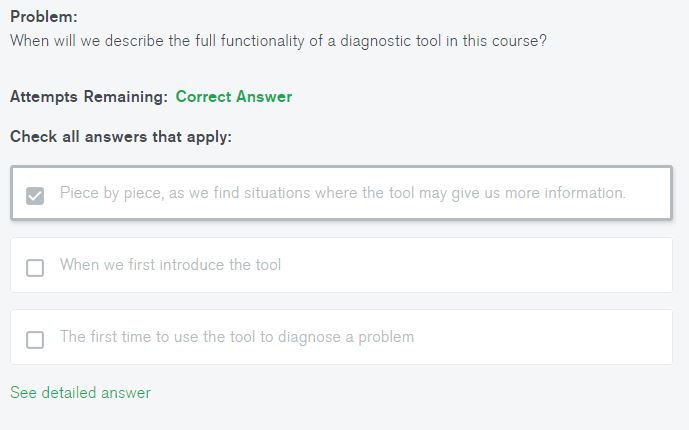 Problem:
When will we describe the full functionality of a diagnostic tool in this course?
Attempts Remaining: Correct Answer
Check all answers that apply:
Piece by piece, as we find situations where the tool may give us more information.
When we first introduce the tool
The first time to use the tool to diagnose a problem
See detailed answer